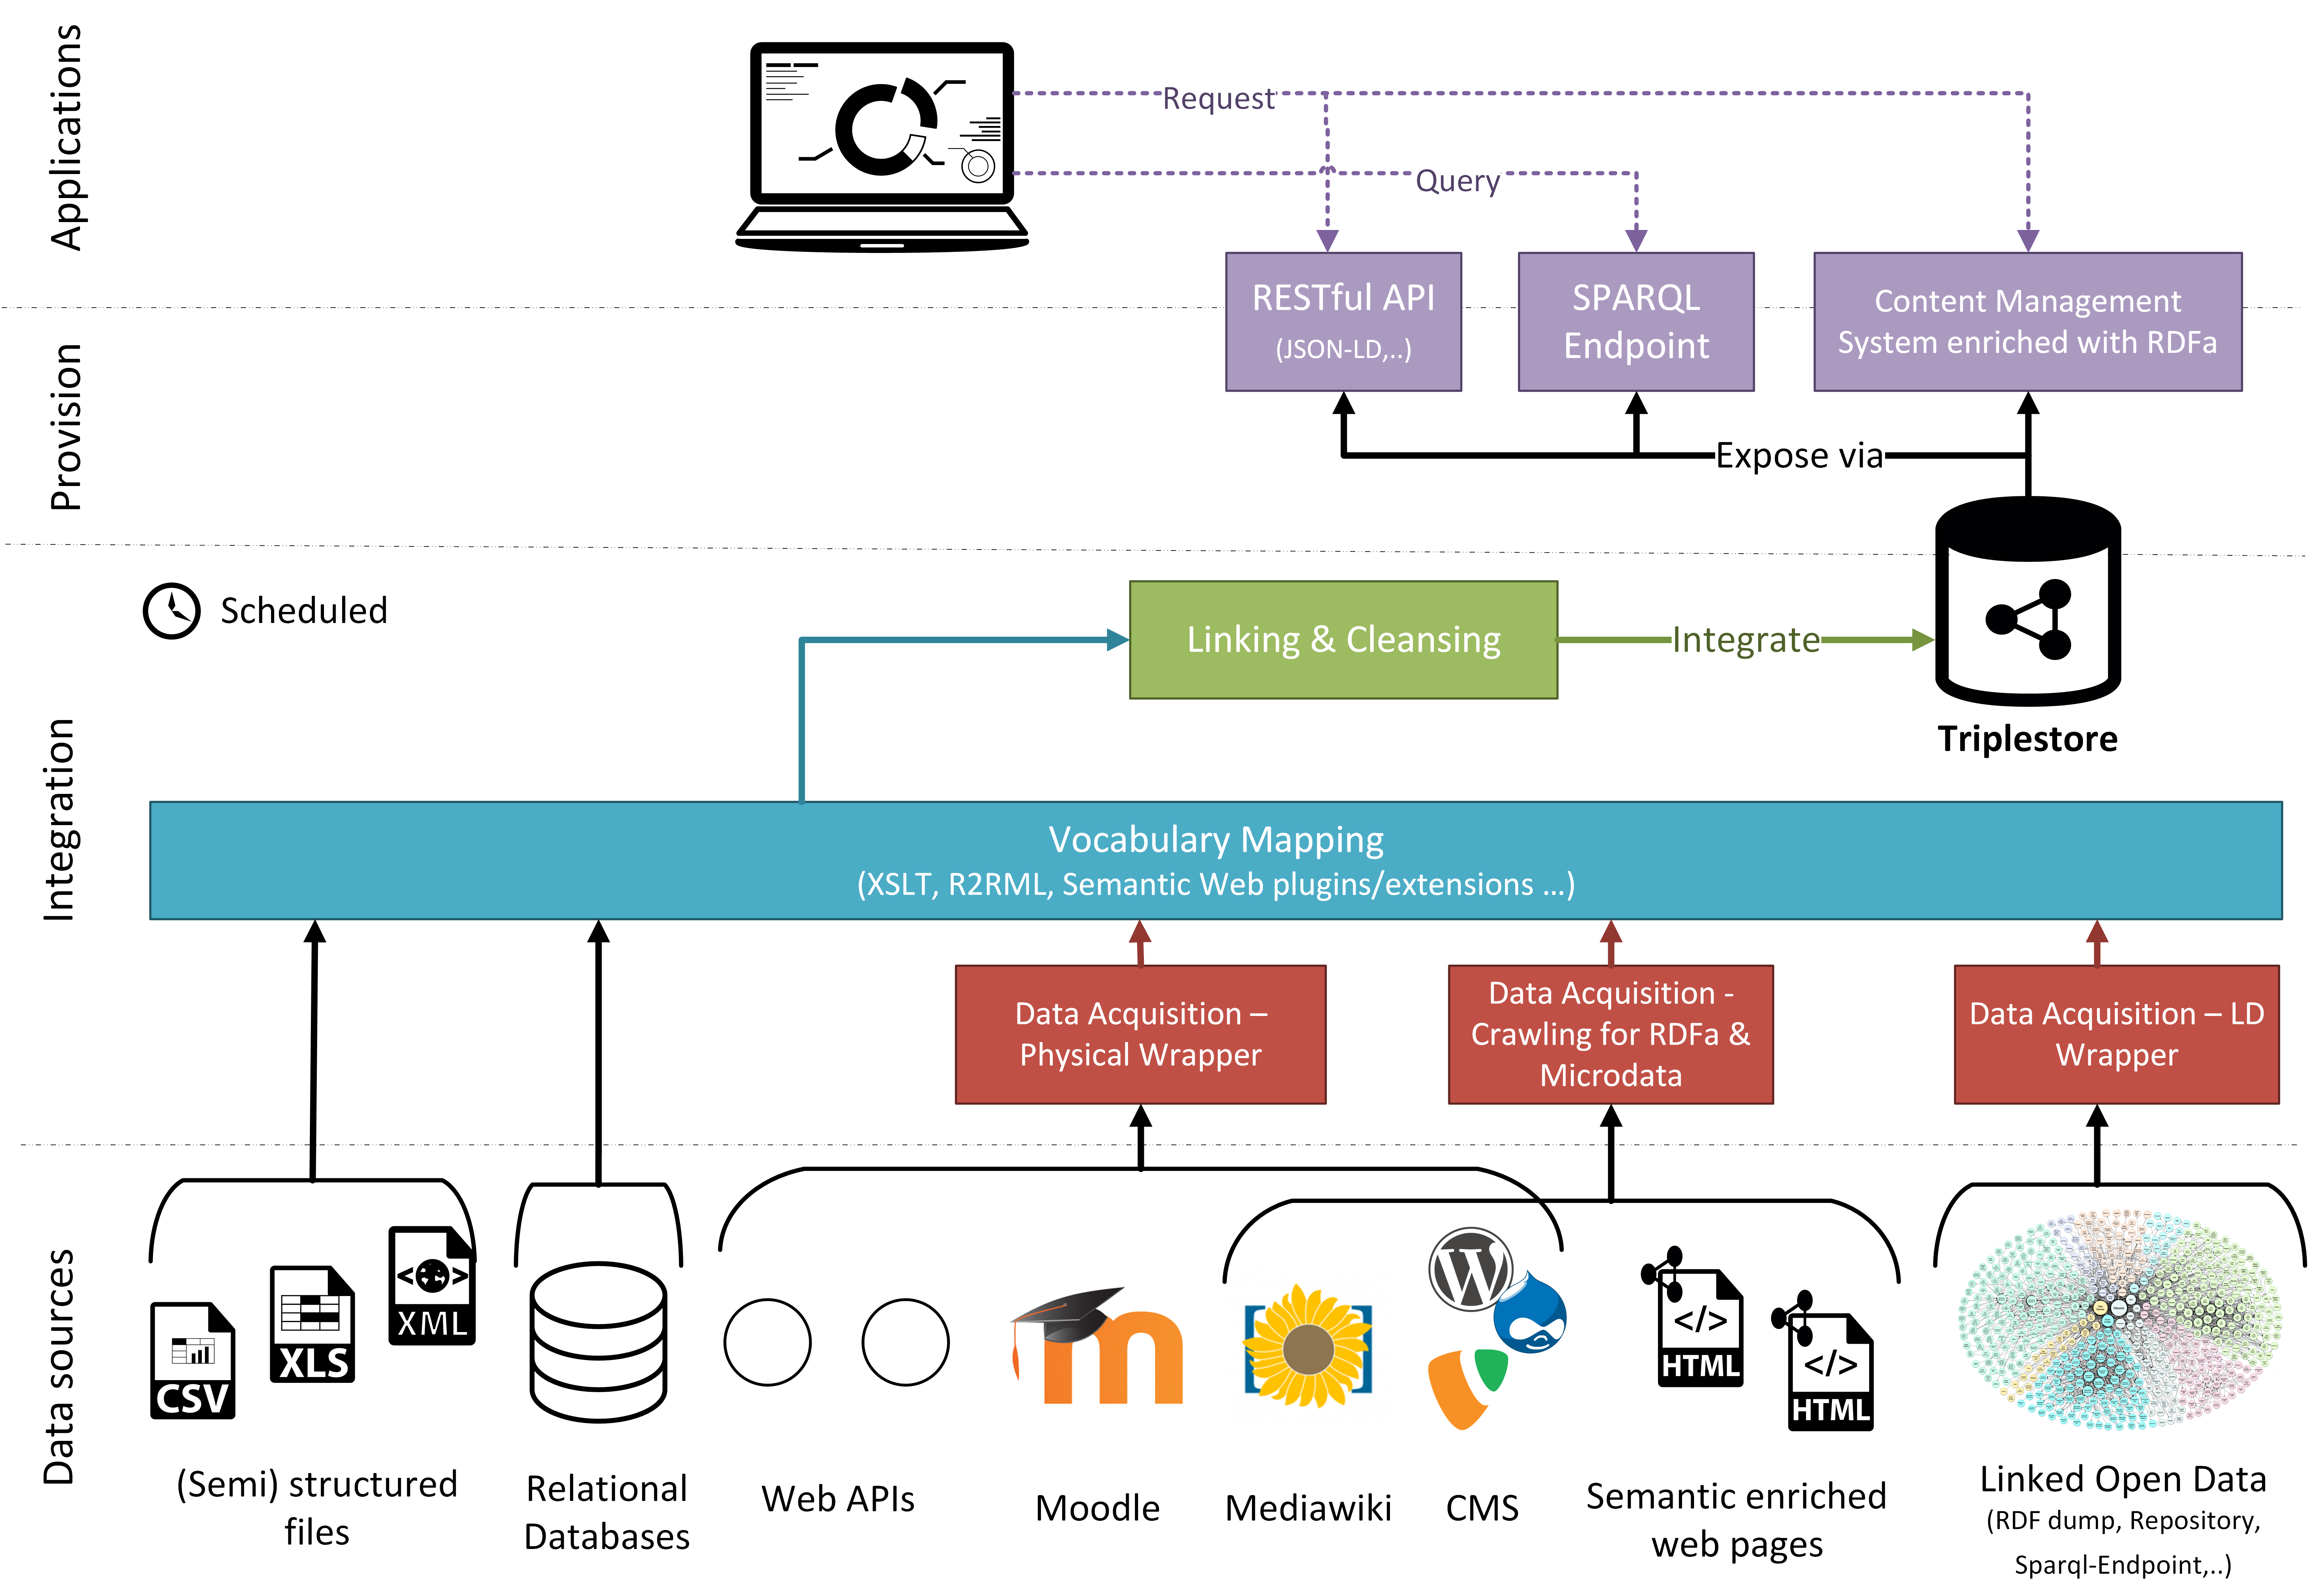 Applications
Request
Query
RESTful API
(JSON-LD,..)
SPARQL
Endpoint
Content Management
System enriched with RDFa
Provision
Expose via
Scheduled
Linking & Cleansing
Integrate
Triplestore
Integration
Vocabulary Mapping
(XSLT, R2RML, Semantic Web plugins/extensions ...)
Data Acquisition –
Physical Wrapper
Data Acquisition -
Crawling for RDFa &
Microdata
Data Acquisition – LD
Wrapper
Data sources
CSV
XLS
<>
XML
m
W
</>
HTML
</>
HTML
(Semi) structured
files
Relational
Databases
Web APIs
Moodle
Mediawiki
CMS
Semantic enriched
web pages
Linked Open Data
(RDF dump, Repository,
Sparql-Endpoint,..)